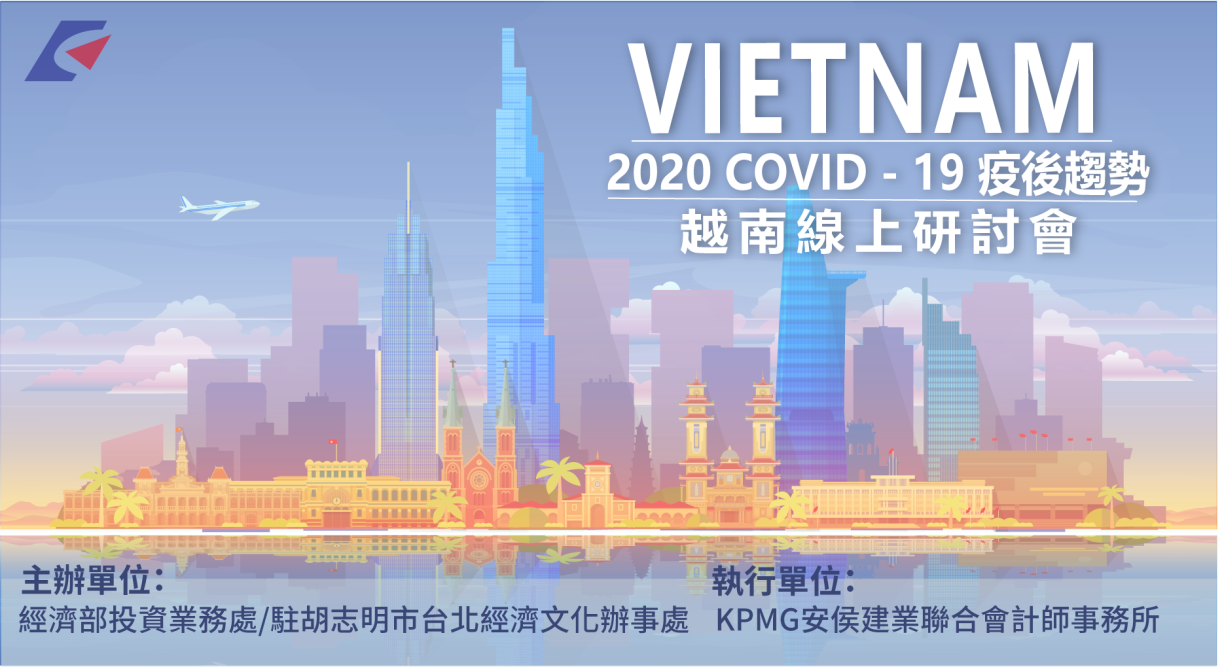 VIETNAM
2020 COVID - 19 疫後趨勢
越南線上研討會
主辦單位：
經濟部投資業務處/駐胡志明市台北經濟文化辦事處
執行單位：
KPMG安侯建業聯合會計師事務所